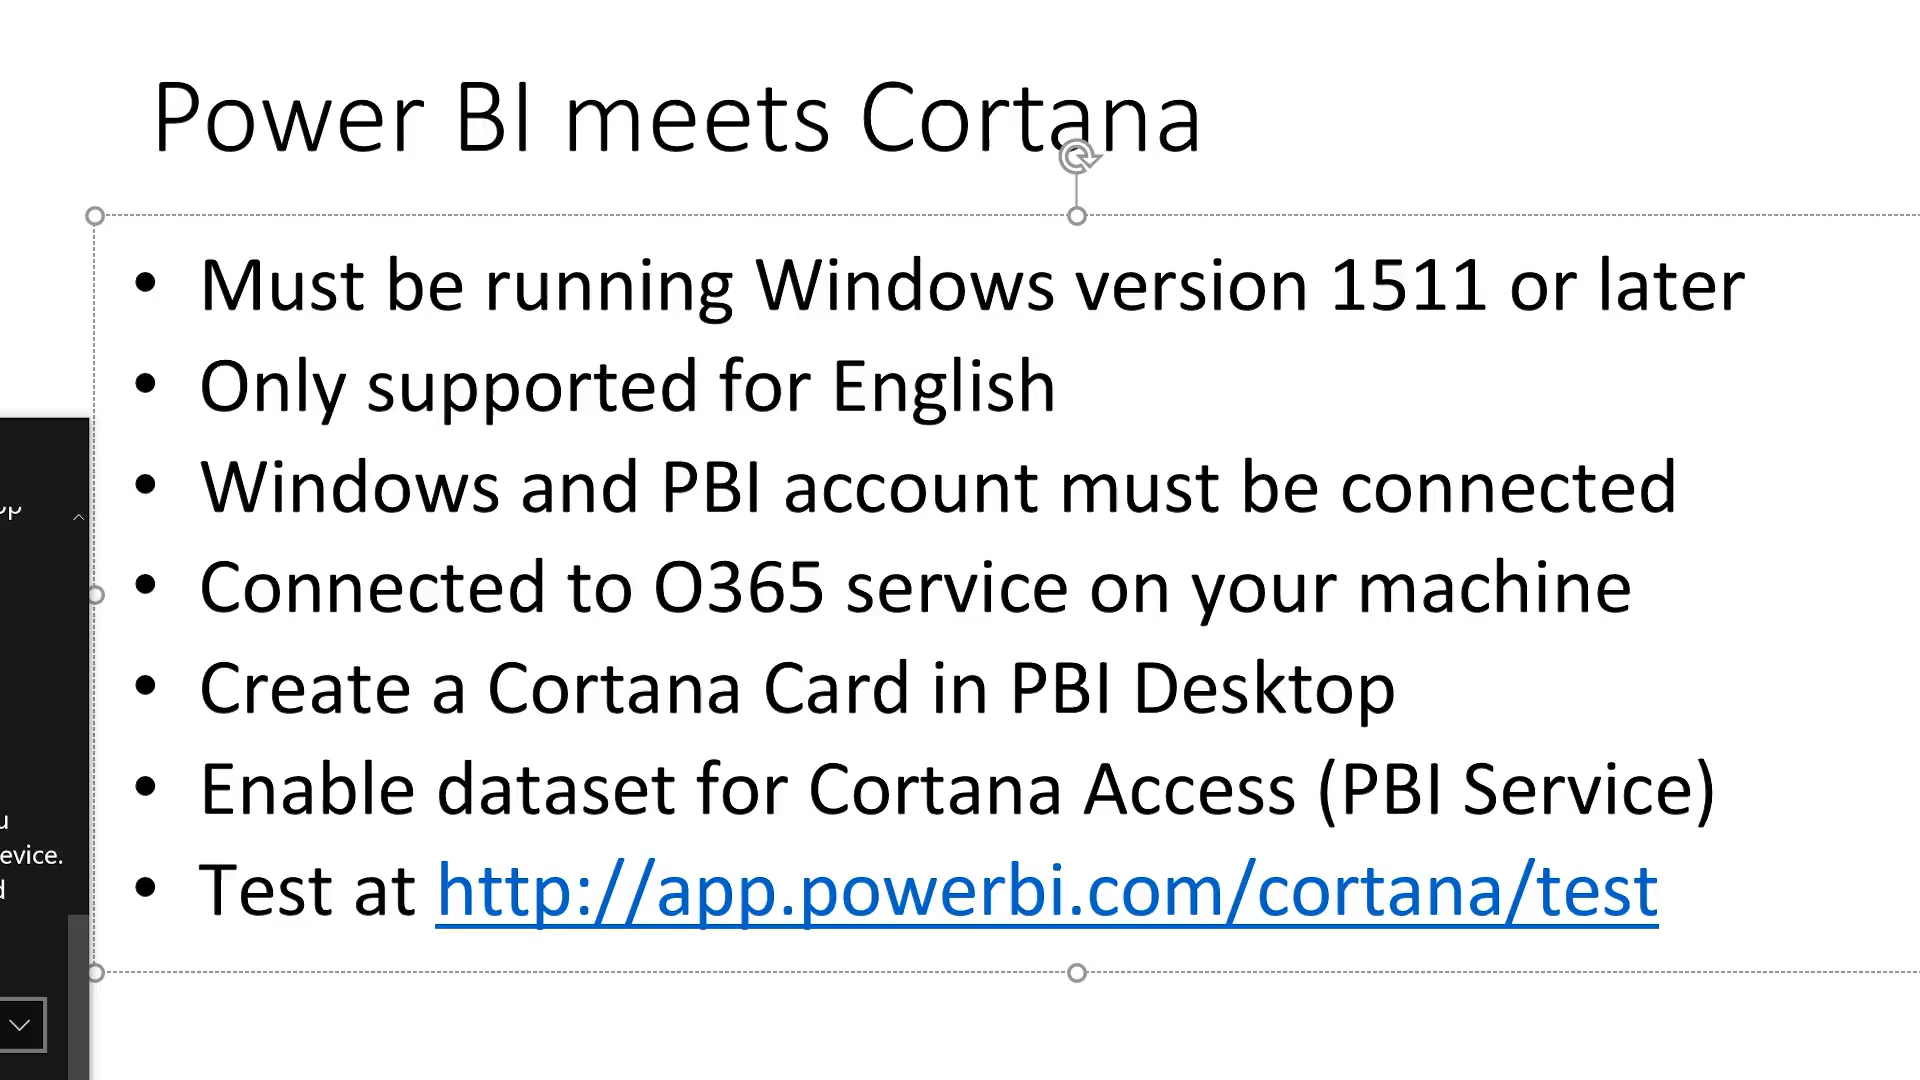 Power BI meets Cortana
• Must be running Windows version 1511 or later
• Only supported for English
• Windows and PBI account must be connected
• Connected to O365 service on your machine
• Create a Cortana Card in PBI Desktop
• Enable dataset for Cortana Access (PBI Service)
• Test at http://app.powerbi.com/cortana/test
evice.